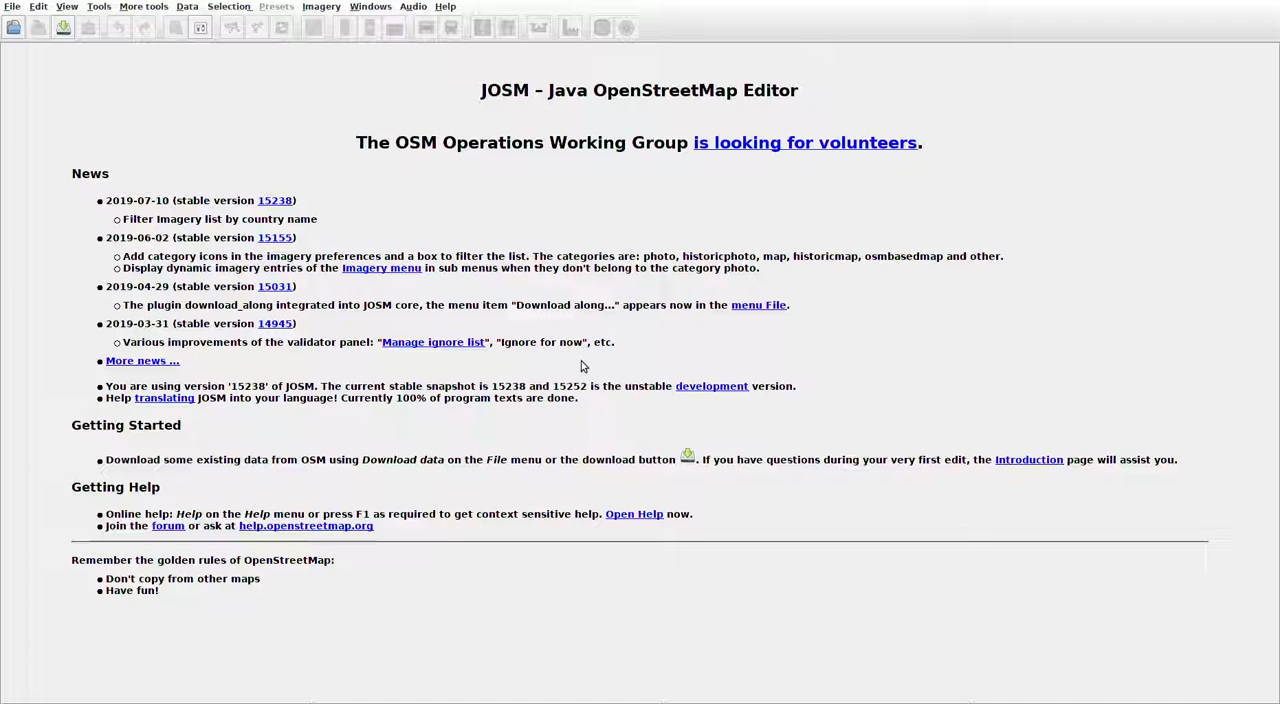 File Edit View Tools More tools Data Selection Presets Imagery Windows Audio Help
JOSM – Java OpenStreetMap Editor
The OSM Operations Working Group is looking for volunteers.
News
2019-07-10 (stable version 15238)
Filter Imagery list by country name
2019-06-02 (stable version 15155)
Add category icons in the imagery preferences and a box to filter the list. The categories are: photo, historicphoto, map, historicmap, osmbasedmap and other.
Display dynamic imagery entries of the Imagery menu in sub menus when they don't belong to the category photo.
2019-04-29 (stable version 15031)
The plugin download_along integrated into JOSM core, the menu item "Download along..." appears now in the menu File.
2019-03-31 (stable version 14945)
Various improvements of the validator panel: "Manage ignore list", "Ignore for now", etc.
More news ...
You are using version '15238' of JOSM. The current stable snapshot is 15238 and 15252 is the unstable development version.
Help translating JOSM into your language! Currently 100% of program texts are done.
Getting Started
Download some existing data from OSM using Download data on the File menu or the download button . If you have questions during your very first edit, the Introduction page will assist you.
Getting Help
Online help: Help on the Help menu or press F1 as required to get context sensitive help. Open Help now.
Join the forum or ask at help.openstreetmap.org
Remember the golden rules of OpenStreetMap:
Don't copy from other maps
Have fun!